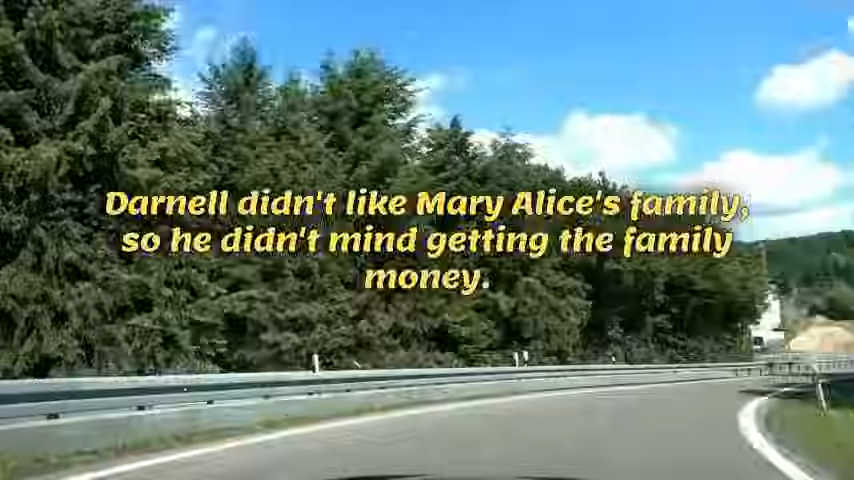 Darnell didn't like Mary Alice's family,
so he didn't mind getting the family
money.